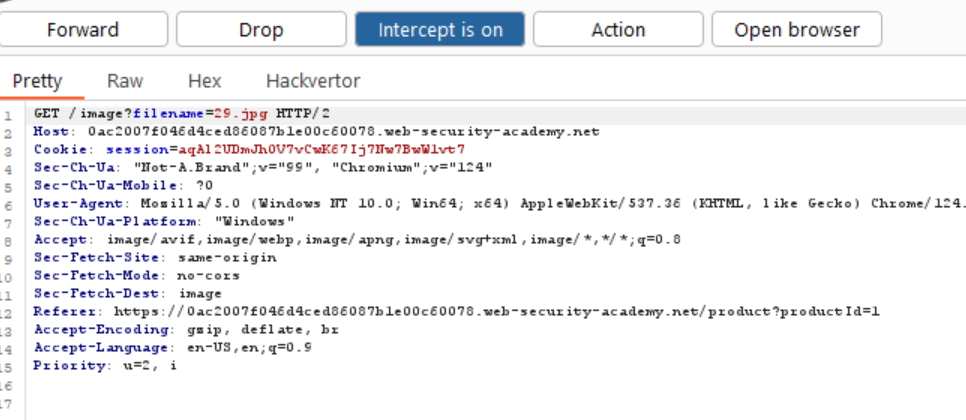 Forward Drop Intercept is on Action Open browser
Pretty Raw Hex Hackvertor
1 GET /image?filename=29.jpg HTTP/2
2 Host: 0ac2007f046d4ced86087b1e00c60078.web-security-academy.net
3 Cookie: session=aqAl2UDmJh0V7vCwK67Ij7Nw7BwWlvt7
4 Sec-Ch-Ua: "Not-A.Brand";v="99", "Chromium";v="124"
5 Sec-Ch-Ua-Mobile: ?0
6 User-Agent: Mozilla/5.0 (Windows NT 10.0; Win64; x64) AppleWebKit/537.36 (KHTML, like Gecko) Chrome/124.
7 Sec-Ch-Ua-Platform: "Windows"
8 Accept: image/avif,image/webp,image/apng,image/svg+xml,image/*,*/*;q=0.8
9 Sec-Fetch-Site: same-origin
10 Sec-Fetch-Mode: no-cors
11 Sec-Fetch-Dest: image
12 Referer: https://0ac2007f046d4ced86087b1e00c60078.web-security-academy.net/product?productId=1
13 Accept-Encoding: gzip, deflate, br
14 Accept-Language: en-US,en;q=0.9
15 Priority: u=2, i
16
17